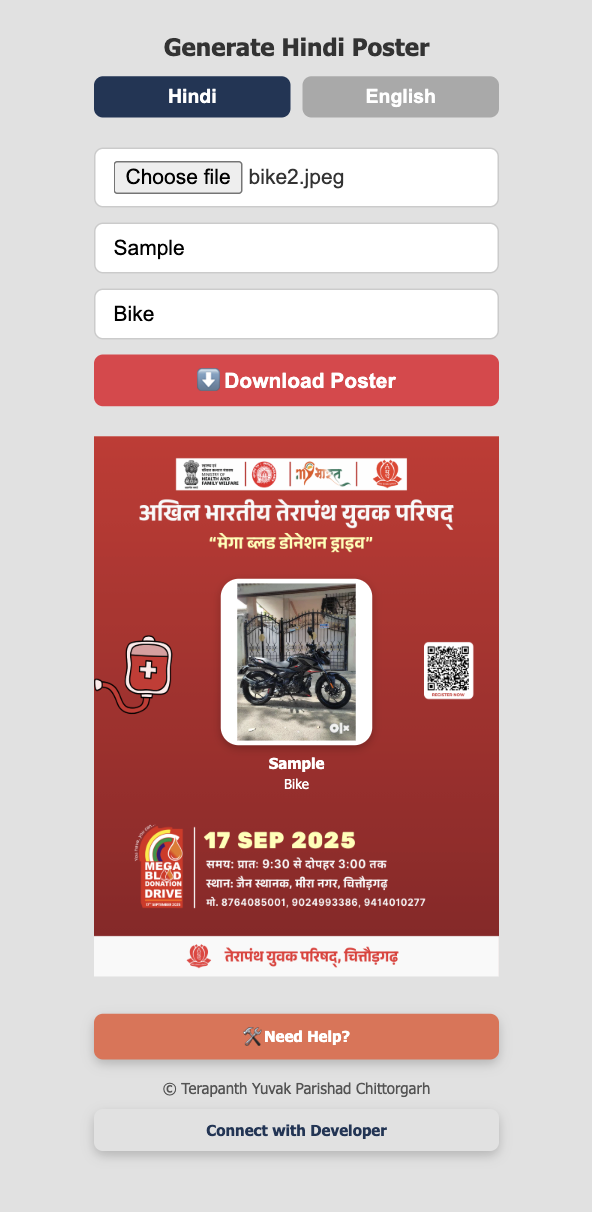 Generate Hindi Poster
Hindi
English
Choose file bike2.jpeg
Sample
Bike
Download Poster
MINISTRY OF
HEALTH AND
FAMILY WELFARE
अखिल भारतीय तेरापंथ युवक परिषद्
“मेगा ब्लड डोनेशन ड्राइव”
OLX
REGISTER NOW
Sample
Bike
MEGA
BLOOD
DONATION
DRIVE
17 SEP 2025
समय: प्रातः 9:30 से दोपहर 3:00 तक
स्थान: जैन स्थानक, मीरा नगर, चित्तौड़गढ़
मो. 8764085001, 9024993386, 9414010277
तेरापंथ युवक परिषद्, चित्तौड़गढ़
Need Help?
© Terapanth Yuvak Parishad Chittorgarh
Connect with Developer